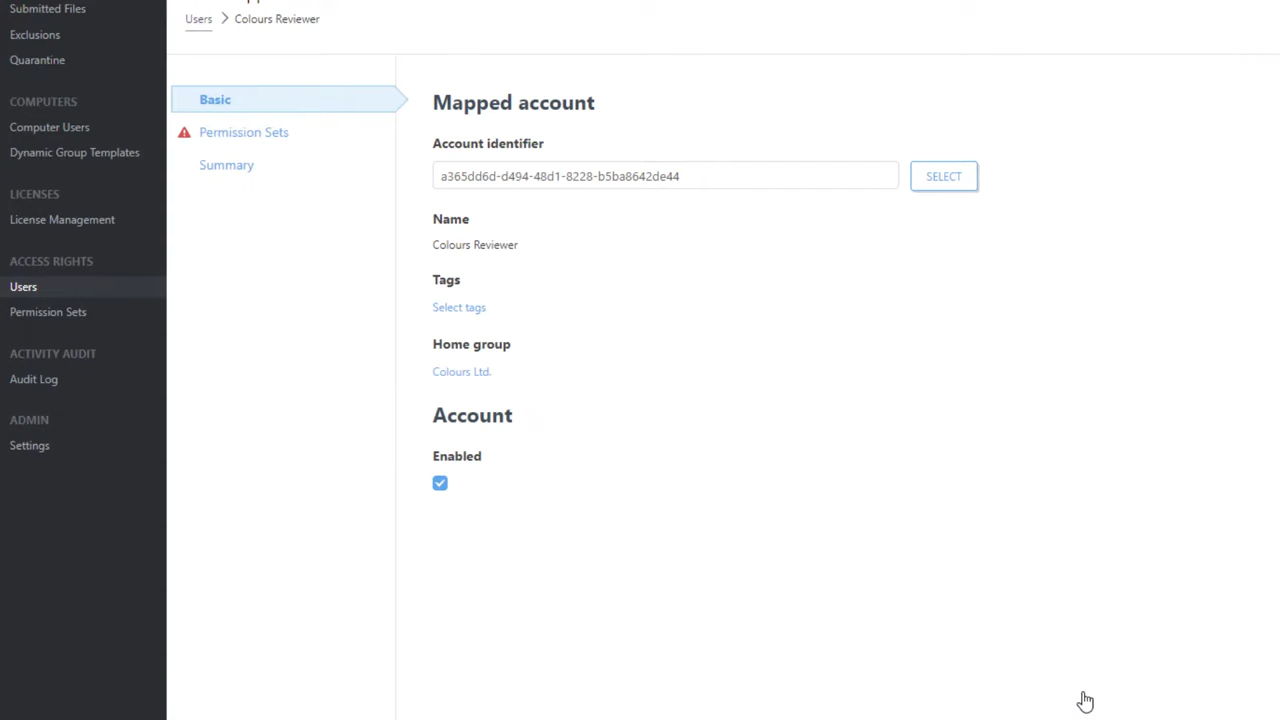 Submitted Files
Exclusions
Quarantine
COMPUTERS
Computer Users
Dynamic Group Templates
LICENSES
License Management
ACCESS RIGHTS
Users
Permission Sets
ACTIVITY AUDIT
Audit Log
ADMIN
Settings
Users > Colours Reviewer
Basic
Permission Sets
Summary
Mapped account
Account identifier
a365dd6d-d494-48d1-8228-b5ba8642de44 SELECT
Name
Colours Reviewer
Tags
Select tags
Home group
Colours Ltd.
Account
Enabled